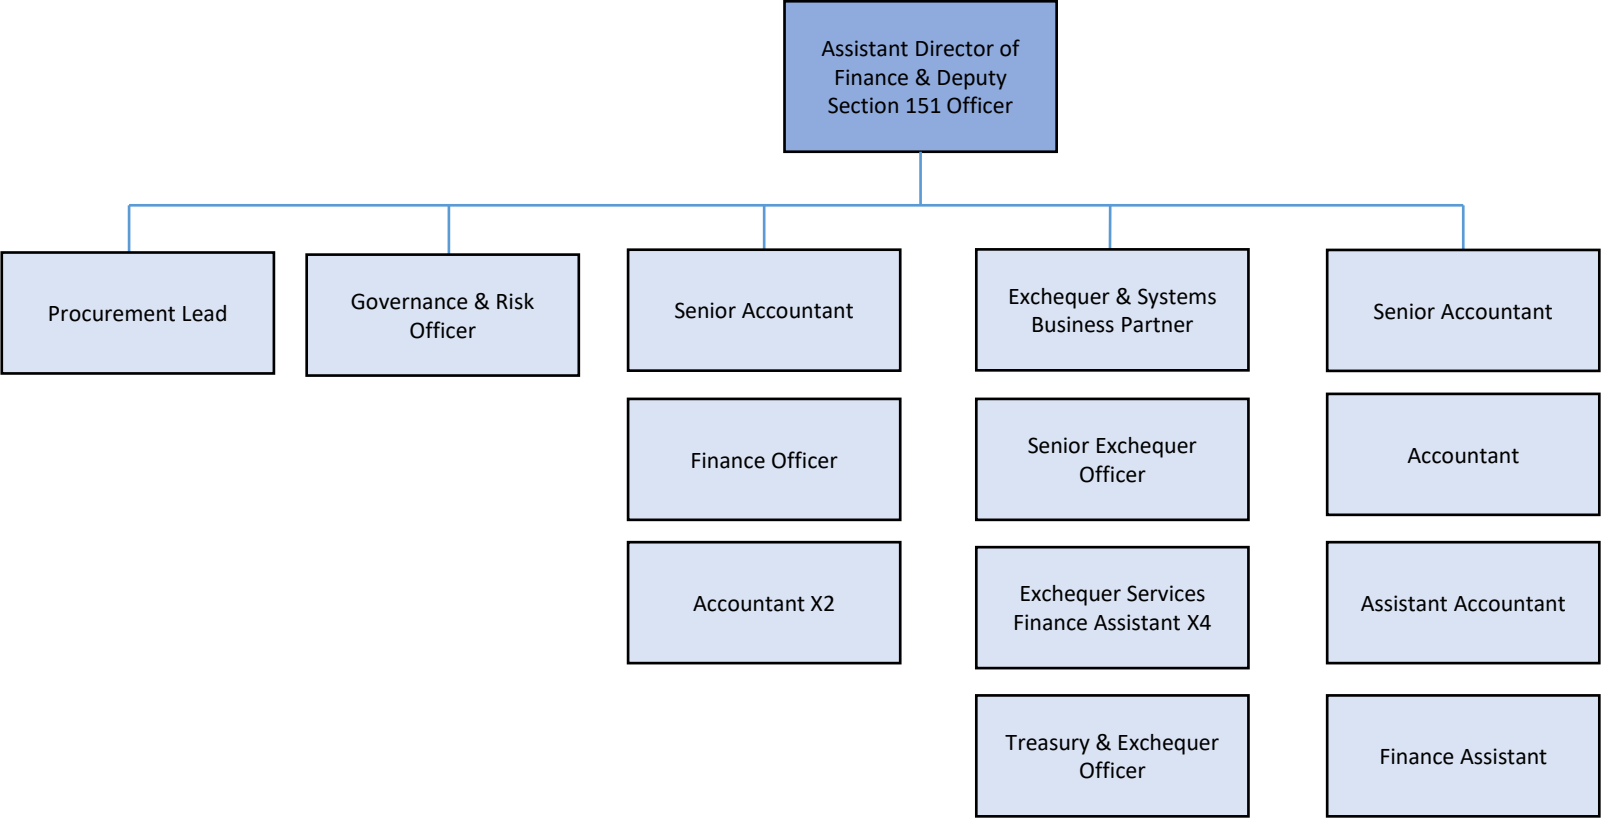 Assistant Director of
Finance & Deputy
Section 151 Officer
Procurement Lead
Governance & Risk
Officer
Senior Accountant
Exchequer & Systems
Business Partner
Senior Accountant
Finance Officer
Senior Exchequer
Officer
Accountant
Accountant X2
Exchequer Services
Finance Assistant X4
Assistant Accountant
Treasury & Exchequer
Officer
Finance Assistant